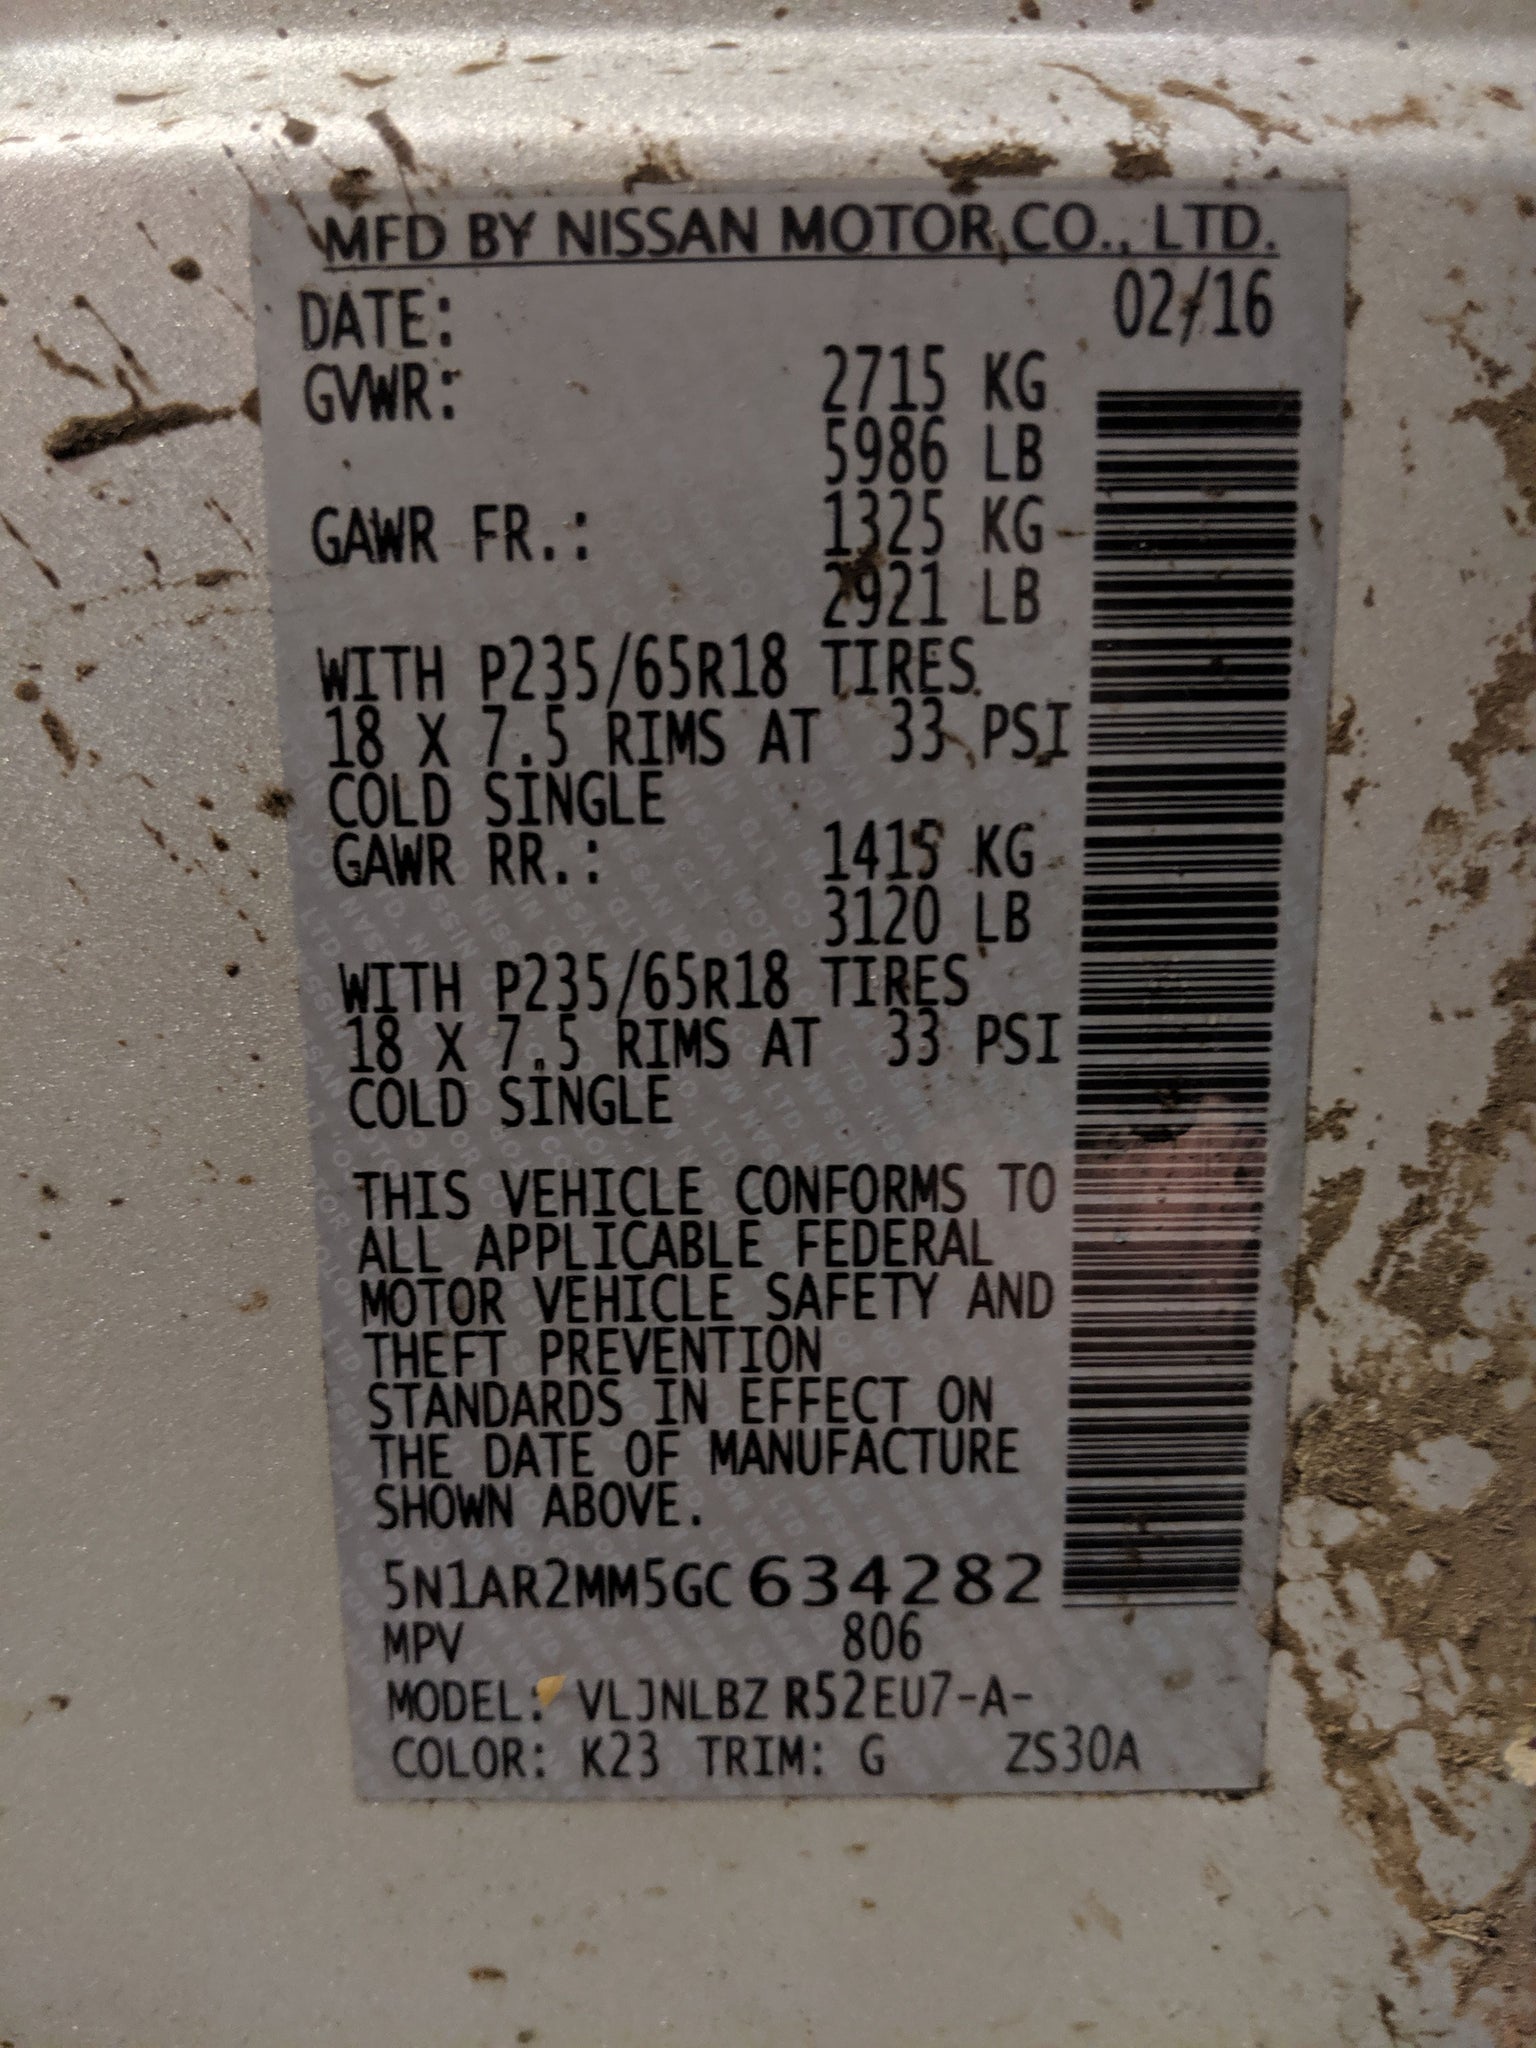 MFD BY NISSAN MOTOR CO., LTD.
DATE: 02/16
GVWR: 2715 KG
5986 LB
GAWR FR.: 1325 KG
2921 LB
WITH P235/65R18 TIRES
18 X 7.5 RIMS AT 33 PSI
COLD SINGLE
GAWR RR.: 1415 KG
3120 LB
WITH P235/65R18 TIRES
18 X 7.5 RIMS AT 33 PSI
COLD SINGLE
THIS VEHICLE CONFORMS TO
ALL APPLICABLE FEDERAL
MOTOR VEHICLE SAFETY AND
THEFT PREVENTION
STANDARDS IN EFFECT ON
THE DATE OF MANUFACTURE
SHOWN ABOVE.
5N1AR2MM5GC634282
MPV 806
MODEL: VLJNLBZ R52EU7-A-
COLOR: K23 TRIM: G ZS30A